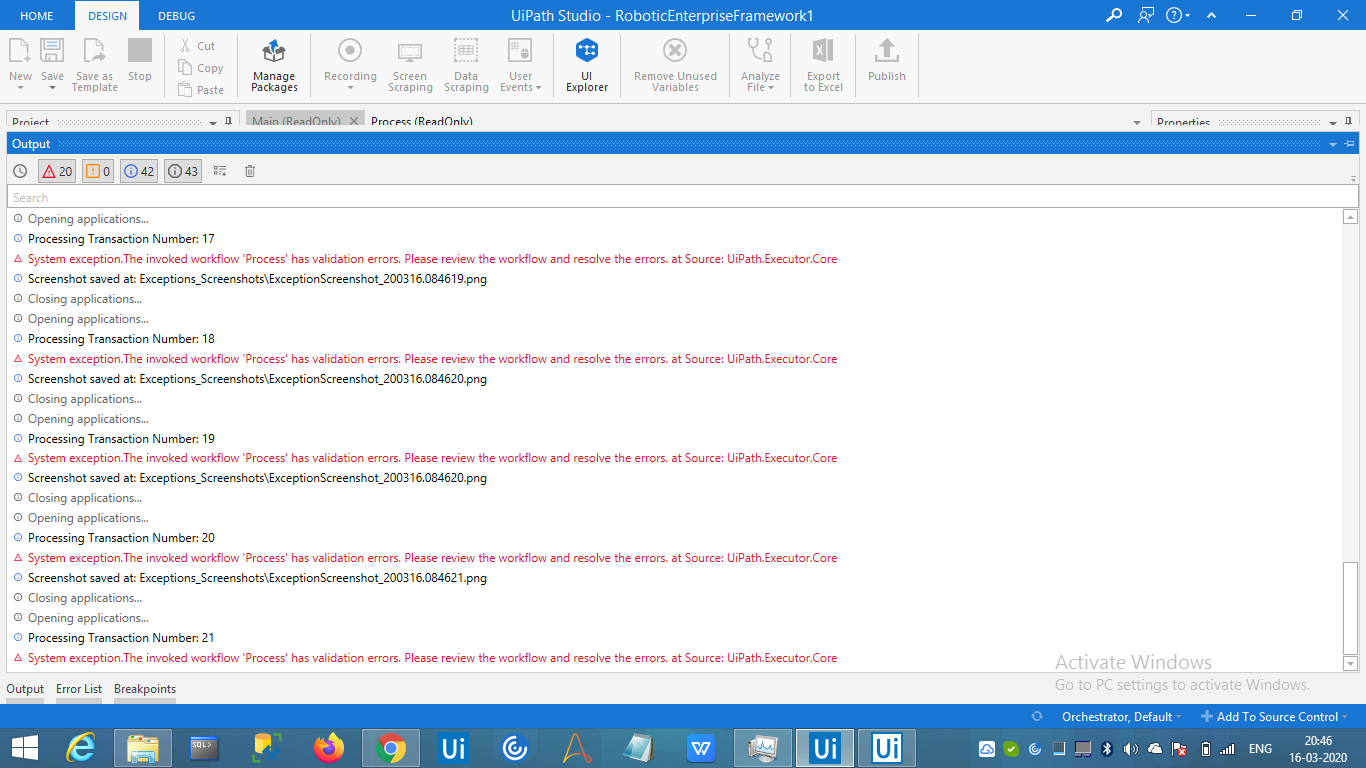 HOME DESIGN DEBUG UiPath Studio - RoboticEnterpriseFramework1
New Save Save as Template Stop Cut Copy Paste Manage Packages Recording Screen Scraping Data Scraping User Events UI Explorer Remove Unused Variables Analyze File Export to Excel Publish
Project Main (ReadOnly) Process (ReadOnly) Properties
Output
20 0 42 43
Search
Opening applications...
Processing Transaction Number: 17
System exception.The invoked workflow 'Process' has validation errors. Please review the workflow and resolve the errors. at Source: UiPath.Executor.Core
Screenshot saved at: Exceptions_Screenshots\ExceptionScreenshot_200316.084619.png
Closing applications...
Opening applications...
Processing Transaction Number: 18
System exception.The invoked workflow 'Process' has validation errors. Please review the workflow and resolve the errors. at Source: UiPath.Executor.Core
Screenshot saved at: Exceptions_Screenshots\ExceptionScreenshot_200316.084620.png
Closing applications...
Opening applications...
Processing Transaction Number: 19
System exception.The invoked workflow 'Process' has validation errors. Please review the workflow and resolve the errors. at Source: UiPath.Executor.Core
Screenshot saved at: Exceptions_Screenshots\ExceptionScreenshot_200316.084620.png
Closing applications...
Opening applications...
Processing Transaction Number: 20
System exception.The invoked workflow 'Process' has validation errors. Please review the workflow and resolve the errors. at Source: UiPath.Executor.Core
Screenshot saved at: Exceptions_Screenshots\ExceptionScreenshot_200316.084621.png
Closing applications...
Opening applications...
Processing Transaction Number: 21
System exception.The invoked workflow 'Process' has validation errors. Please review the workflow and resolve the errors. at Source: UiPath.Executor.Core
Activate Windows
Go to PC settings to activate Windows.
Output Error List Breakpoints
Orchestrator, Default Add To Source Control
SQL> Ui W Ui Ui ENG 20:46
16-03-2020